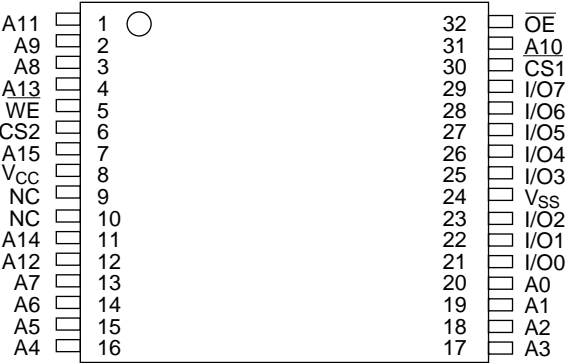 A11 1 32 O̅E̅
A9 2 31 A10
A8 3 30 C̅S̅1̅
A13 4 29 I/O7
W̅E̅ 5 28 I/O6
CS2 6 27 I/O5
A15 7 26 I/O4
VCC 8 25 I/O3
NC 9 24 VSS
NC 10 23 I/O2
A14 11 22 I/O1
A12 12 21 I/O0
A7 13 20 A0
A6 14 19 A1
A5 15 18 A2
A4 16 17 A3